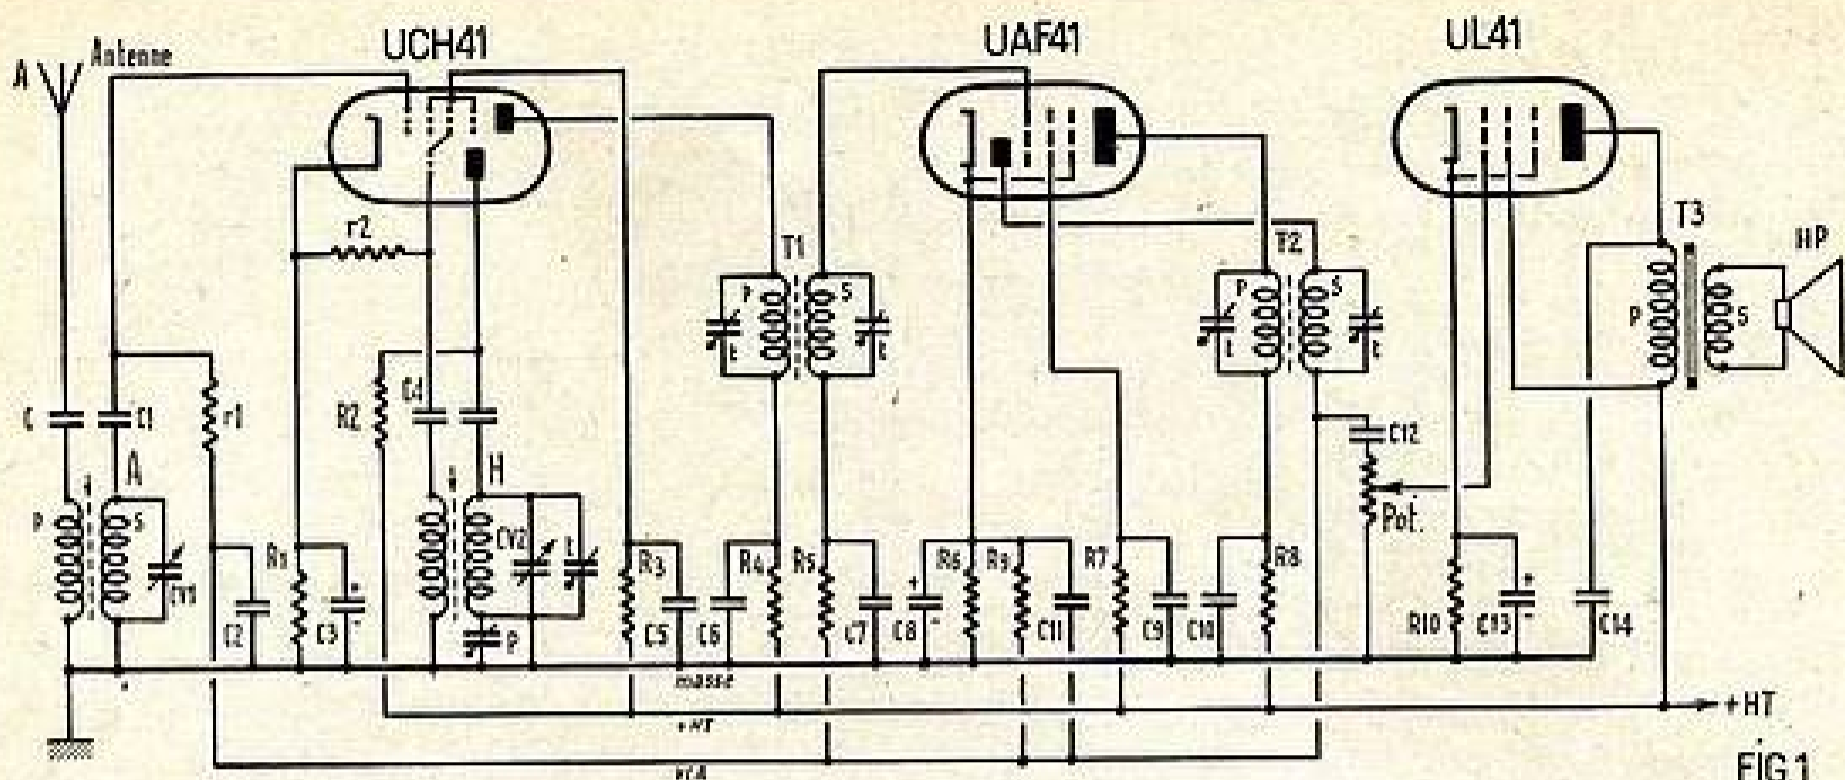 UCH41
UAF41
UL41
A
Antenne
r2
T1
T2
T3
HP
P
S
t
t
P
S
t
t
P
S
C
C1
r1
R2
C4
C12
A
H
Pot.
P
S
CV1
CV2
t
R1
R3
R4
R5
R6
R9
R7
R8
C2
C3
P
C5
C6
C7
C8
C11
C9
C10
R10
C13
C14
masse
+HT
+HT
VCA
FIG 1